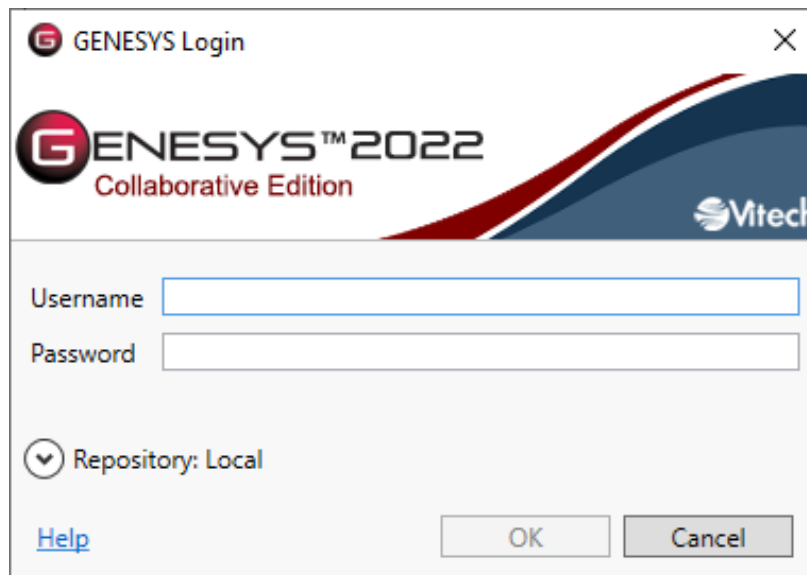 GENESYS Login
GENESYS™2022
Collaborative Edition
Vitech
Username
Password
Repository: Local
Help
OK
Cancel